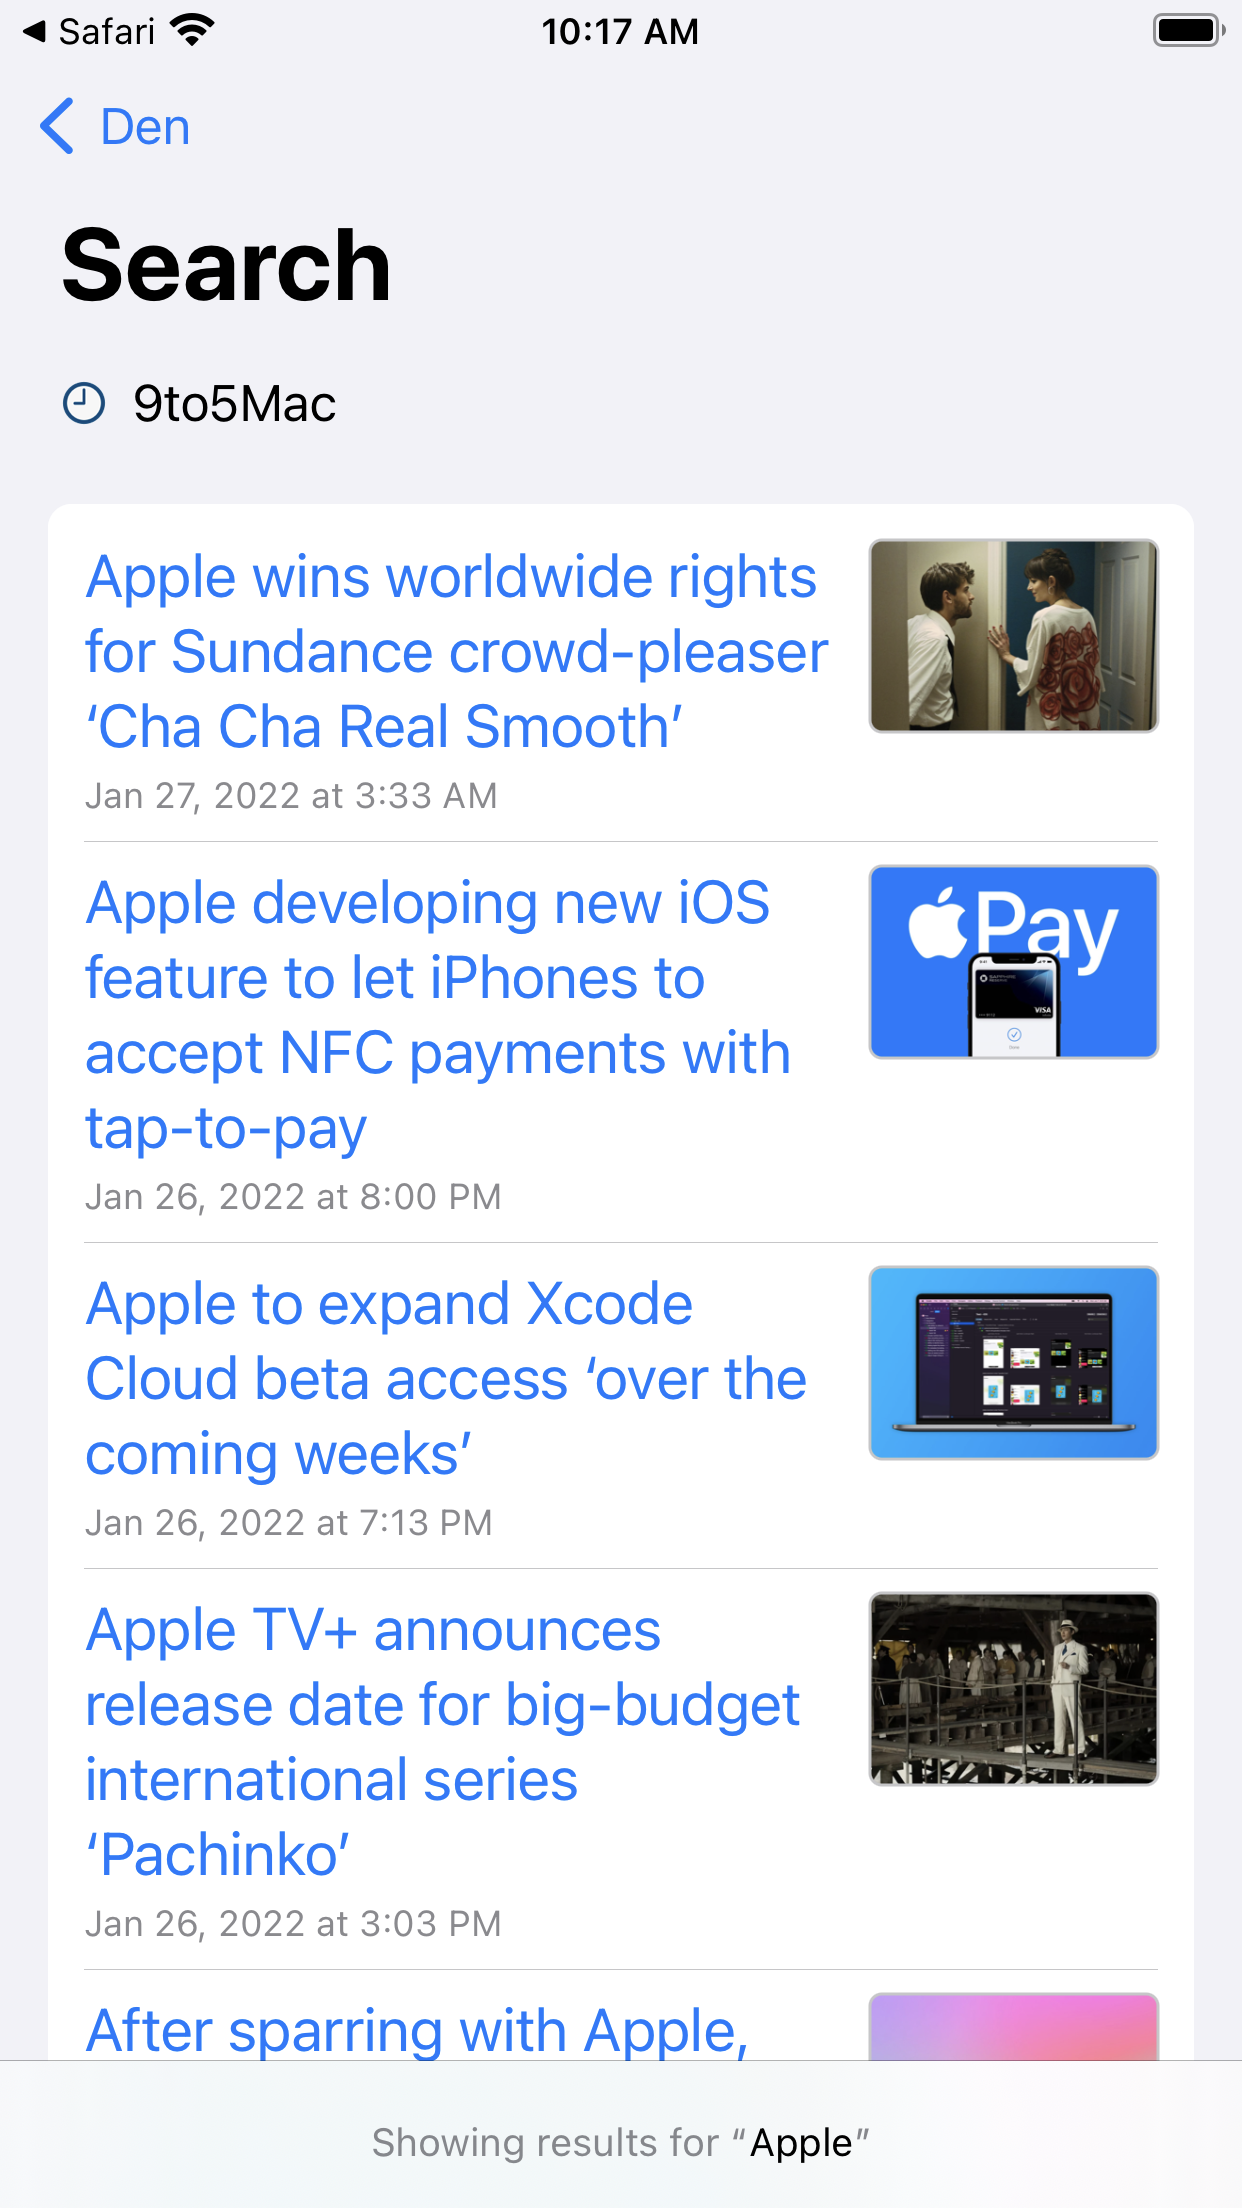 Safari
10:17 AM
Den
Search
9to5Mac
Apple wins worldwide rights
for Sundance crowd-pleaser
‘Cha Cha Real Smooth’
Jan 27, 2022 at 3:33 AM
Apple developing new iOS
feature to let iPhones to
accept NFC payments with
tap-to-pay
Jan 26, 2022 at 8:00 PM
Pay
VISA
Apple to expand Xcode
Cloud beta access ‘over the
coming weeks’
Jan 26, 2022 at 7:13 PM
Apple TV+ announces
release date for big-budget
international series
‘Pachinko’
Jan 26, 2022 at 3:03 PM
After sparring with Apple,
Showing results for “Apple”